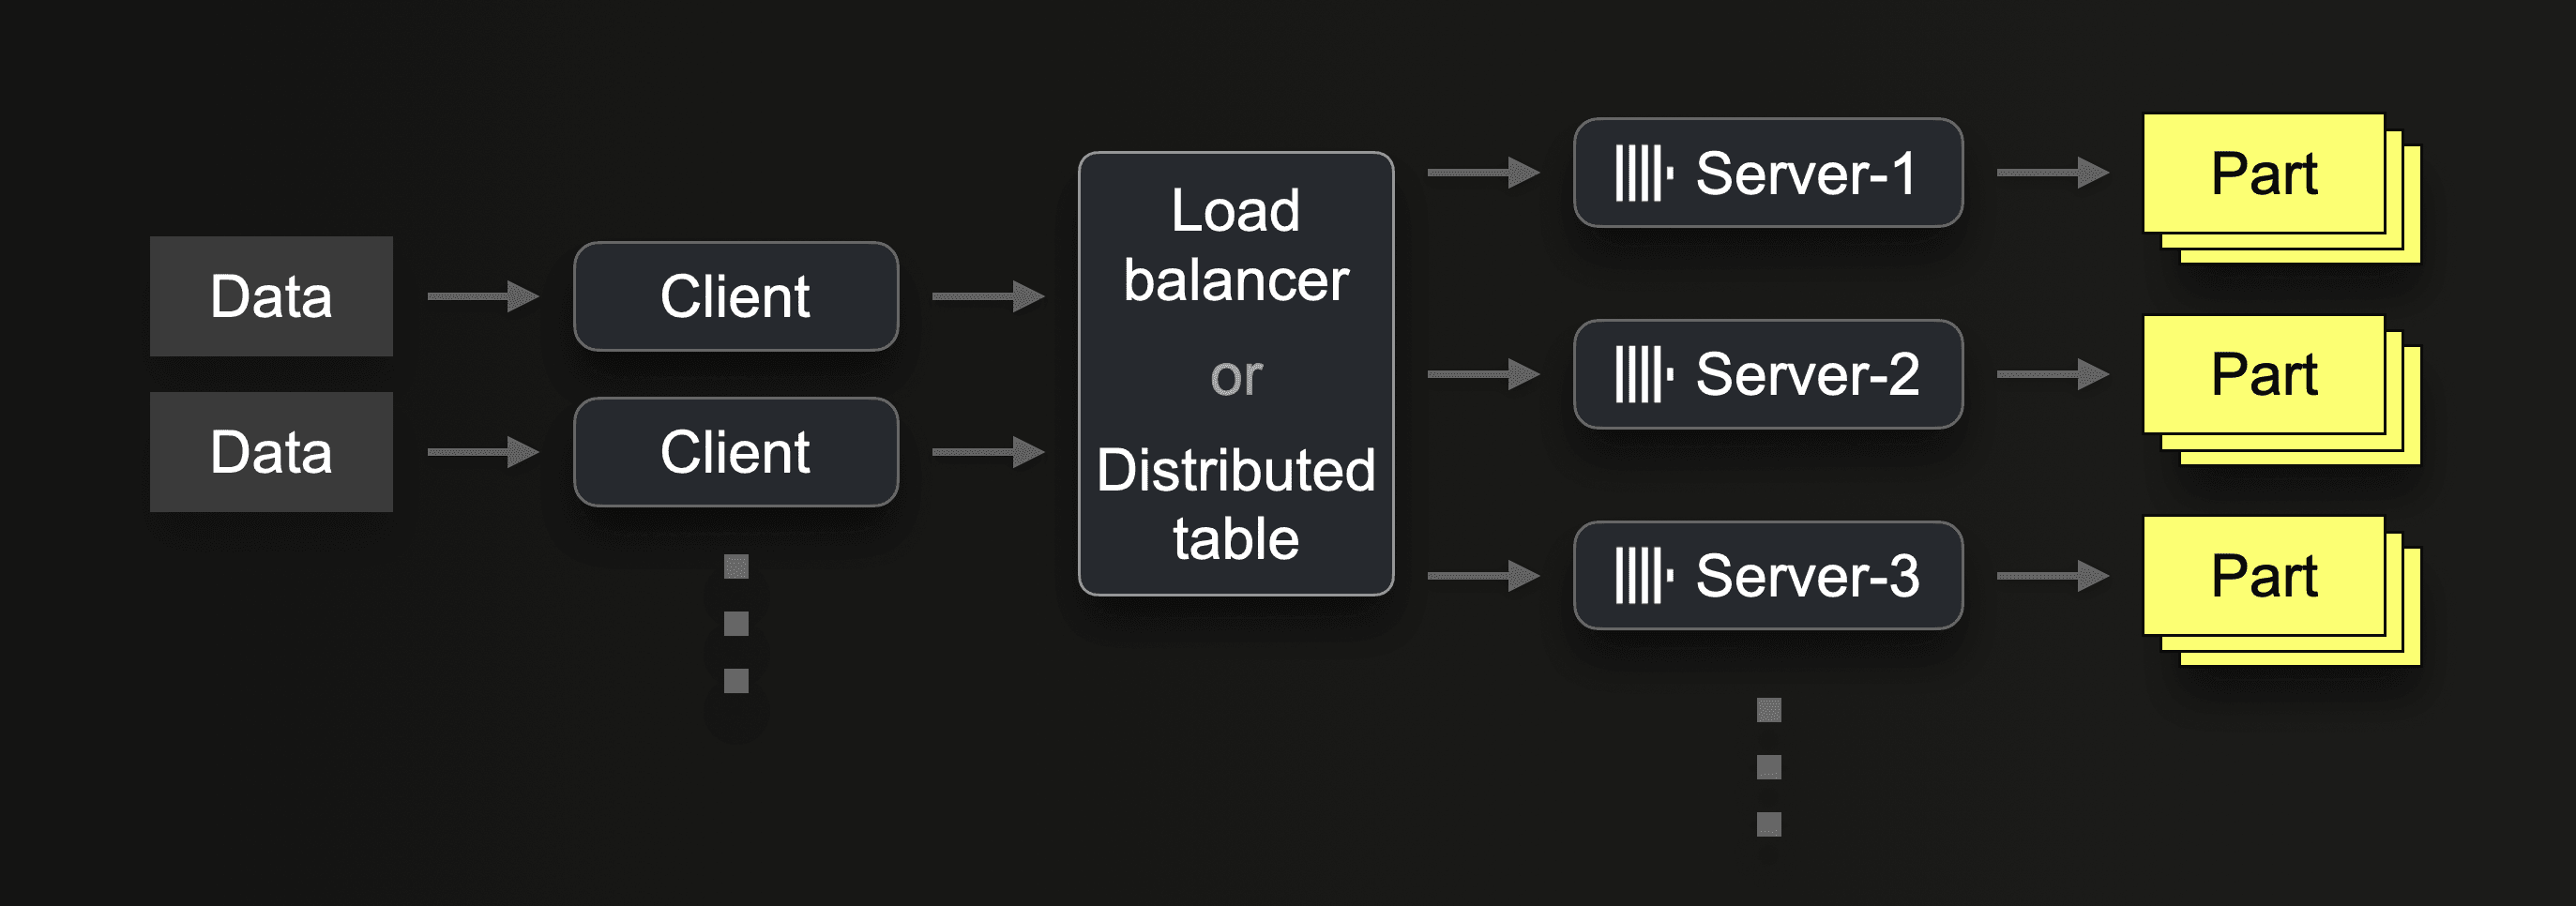 Data
Client
Data
Client
Load
balancer
or
Distributed
table
Server-1
Part
Server-2
Part
Server-3
Part